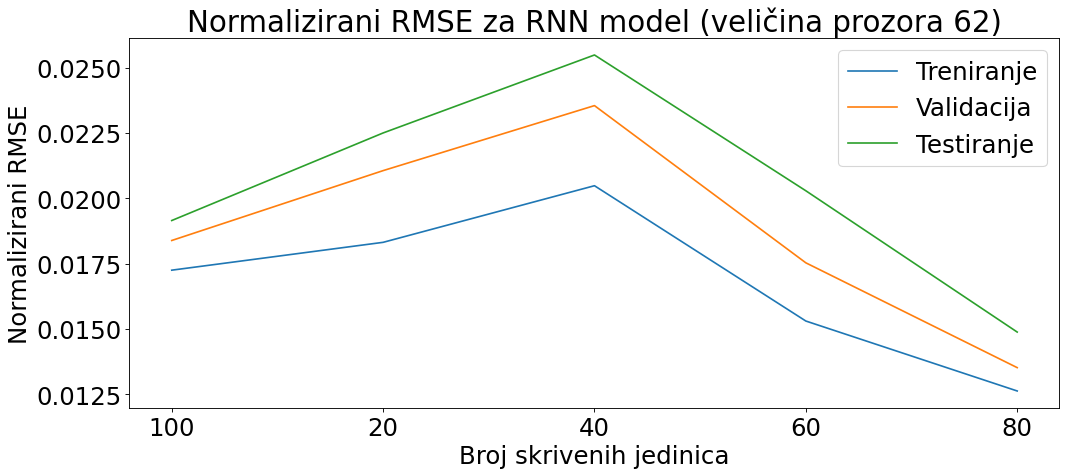 Normalizirani RMSE za RNN model (veličina prozora 62)
Normalizirani RMSE
0.0250
0.0225
0.0200
0.0175
0.0150
0.0125
Treniranje
Validacija
Testiranje
100 20 40 60 80
Broj skrivenih jedinica